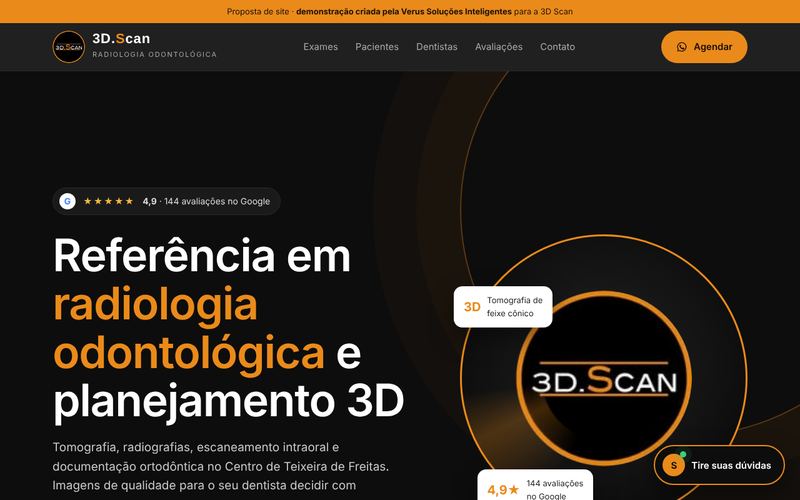 Proposta de site · demonstração criada pela Verus Soluções Inteligentes para a 3D Scan
3D.SCAN
3D.Scan
RADIOLOGIA ODONTOLÓGICA
Exames
Pacientes
Dentistas
Avaliações
Contato
Agendar
G
★★★★★ 4,9 · 144 avaliações no Google
Referência em
radiologia
odontológica e
planejamento 3D
Tomografia, radiografias, escaneamento intraoral e
documentação ortodôntica no Centro de Teixeira de Freitas.
Imagens de qualidade para o seu dentista decidir com
3D
Tomografia de
feixe cônico
3D.SCAN
4,9★
144 avaliações
no Google
S
Tire suas dúvidas